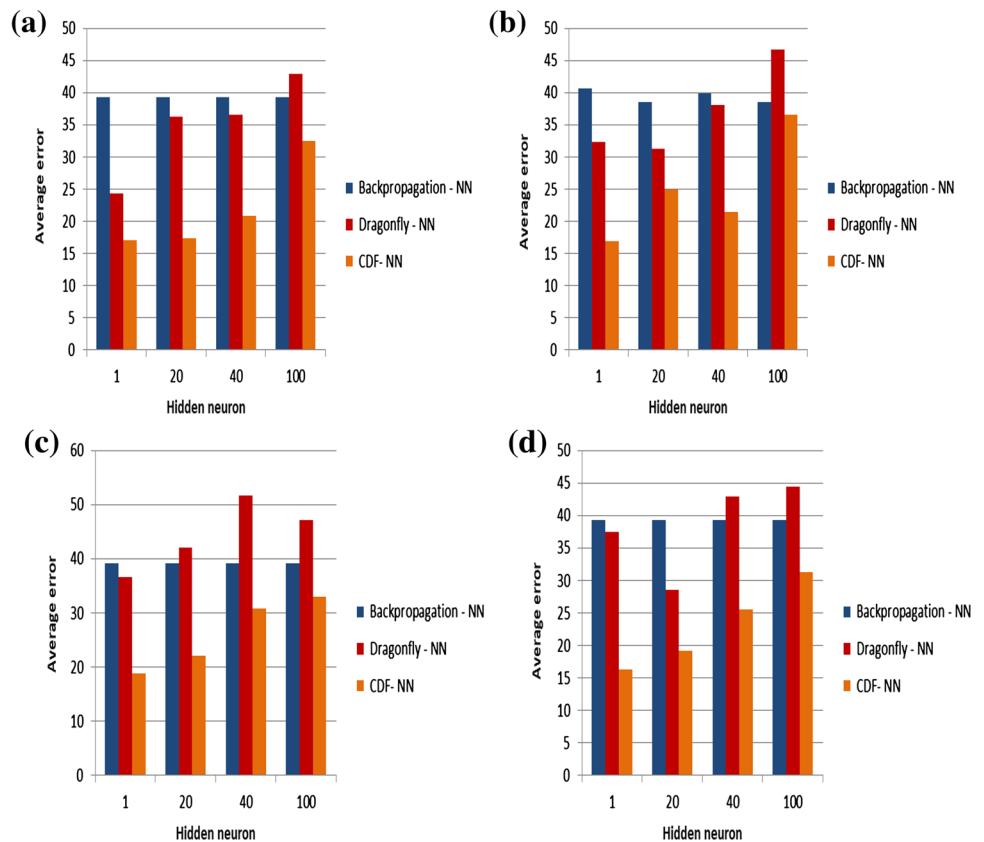 (a)
50
45
40
35
30
25
20
15
10
5
0
Average error
1 20 40 100
Hidden neuron
Backpropagation - NN
Dragonfly - NN
CDF- NN
(b)
50
45
40
35
30
25
20
15
10
5
0
Average error
1 20 40 100
Hidden neuron
Backpropagation - NN
Dragonfly - NN
CDF- NN
(c)
60
50
40
30
20
10
0
Average error
1 20 40 100
Hidden neuron
Backpropagation - NN
Dragonfly - NN
CDF- NN
(d)
50
45
40
35
30
25
20
15
10
5
0
Average error
1 20 40 100
Hidden neuron
Backpropagation - NN
Dragonfly - NN
CDF- NN